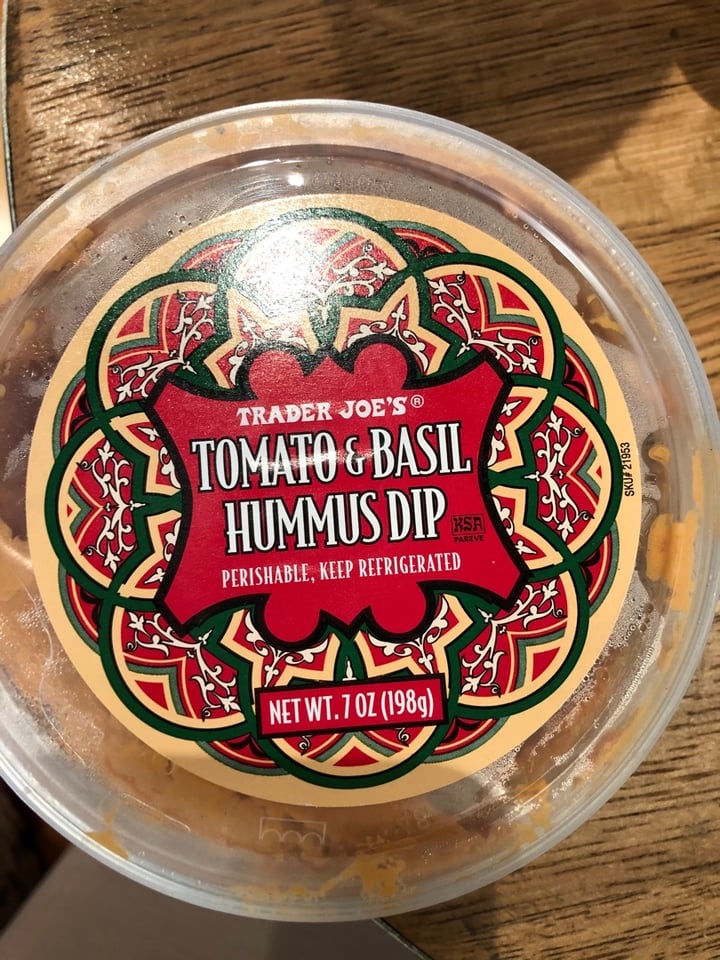 TRADER JOE'S®
TOMATO & BASIL
HUMMUS DIP
KSA
PAREVE
PERISHABLE, KEEP REFRIGERATED
NET WT. 7 OZ (198g)
SKU# 21953